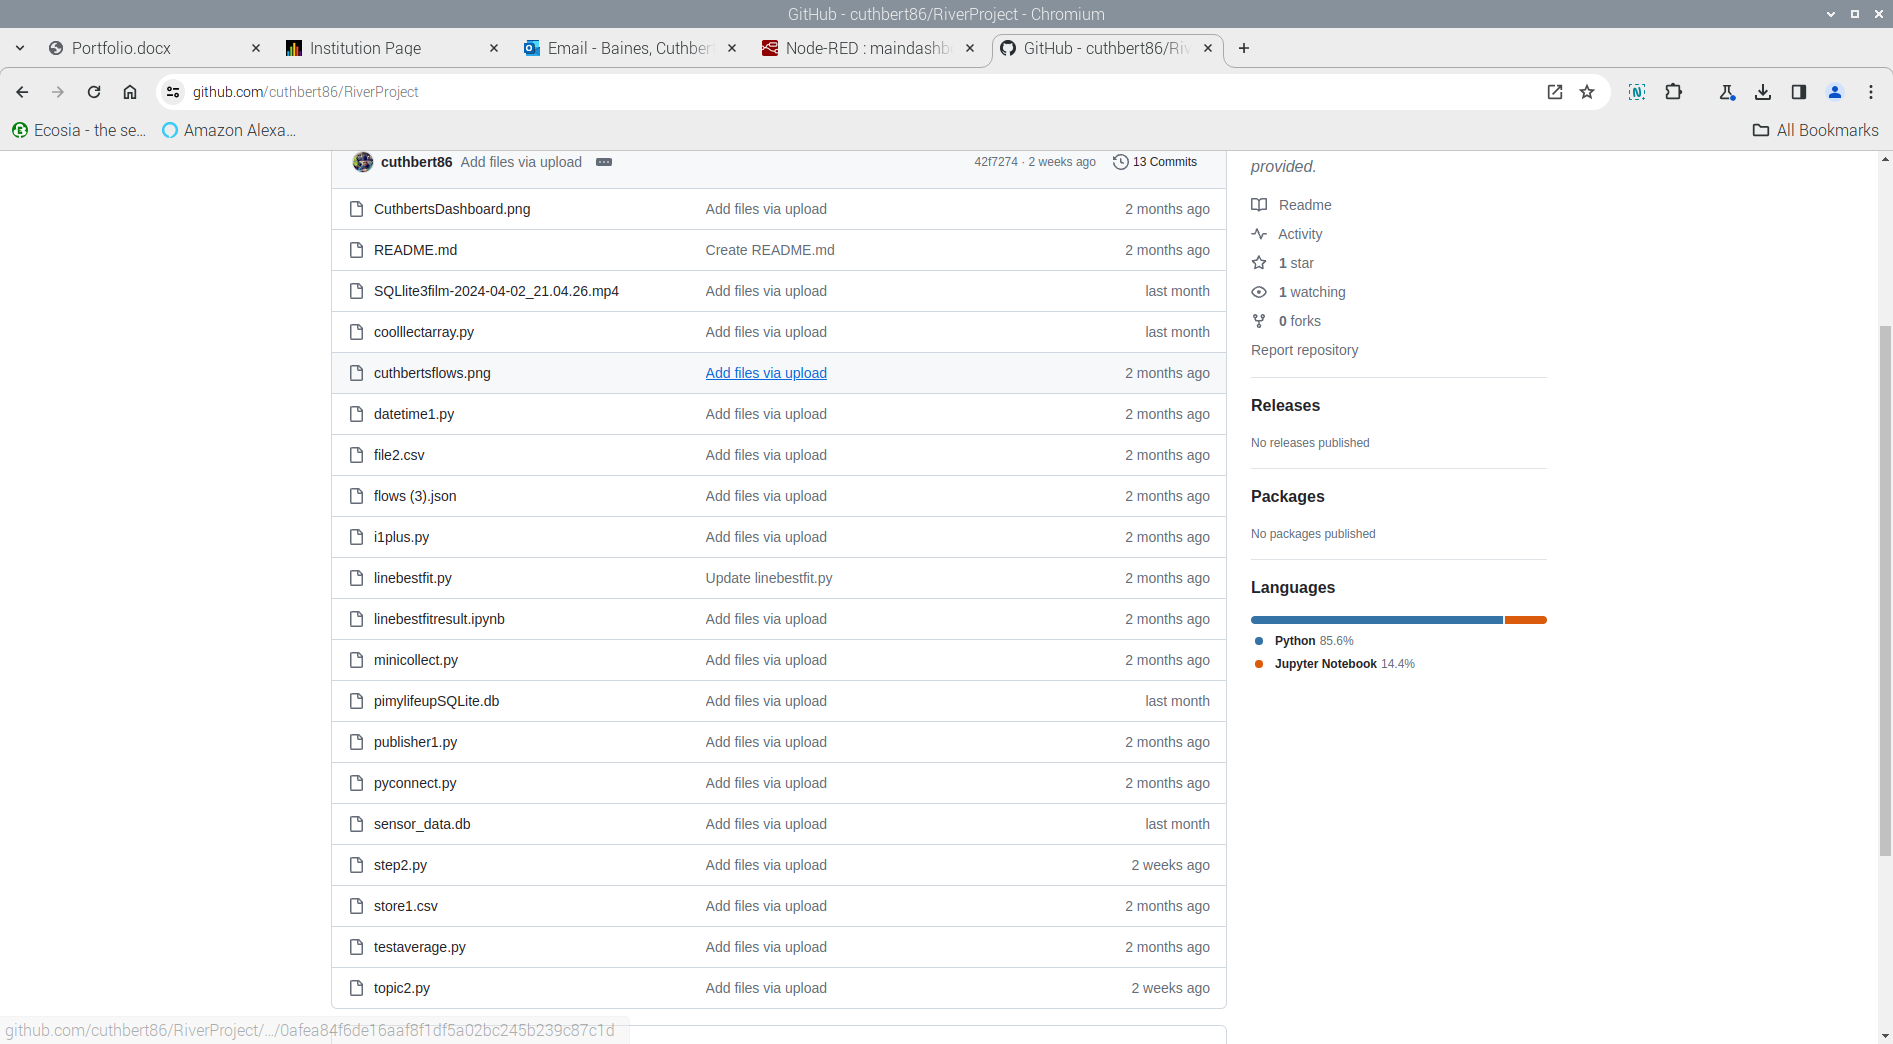 GitHub - cuthbert86/RiverProject - Chromium
Portfolio.docx
Institution Page
Email - Baines, Cuthbert
Node-RED : maindashb
GitHub - cuthbert86/Riv
github.com/cuthbert86/RiverProject
Ecosia - the se...
Amazon Alexa...
All Bookmarks
cuthbert86 Add files via upload 42f7274 · 2 weeks ago 13 Commits
CuthbertsDashboard.png Add files via upload 2 months ago
README.md Create README.md 2 months ago
SQLlite3film-2024-04-02_21.04.26.mp4 Add files via upload last month
coolllectarray.py Add files via upload last month
cuthbertsflows.png Add files via upload 2 months ago
datetime1.py Add files via upload 2 months ago
file2.csv Add files via upload 2 months ago
flows (3).json Add files via upload 2 months ago
i1plus.py Add files via upload 2 months ago
linebestfit.py Update linebestfit.py 2 months ago
linebestfitresult.ipynb Add files via upload 2 months ago
minicollect.py Add files via upload 2 months ago
pimylifeupSQLite.db Add files via upload last month
publisher1.py Add files via upload 2 months ago
pyconnect.py Add files via upload 2 months ago
sensor_data.db Add files via upload last month
step2.py Add files via upload 2 weeks ago
store1.csv Add files via upload 2 months ago
testaverage.py Add files via upload 2 months ago
topic2.py Add files via upload 2 weeks ago
provided.
Readme
Activity
1 star
1 watching
0 forks
Report repository
Releases
No releases published
Packages
No packages published
Languages
Python 85.6%
Jupyter Notebook 14.4%
github.com/cuthbert86/RiverProject/.../0afea84f6de16aaf8f1df5a02bc245b239c87c1d